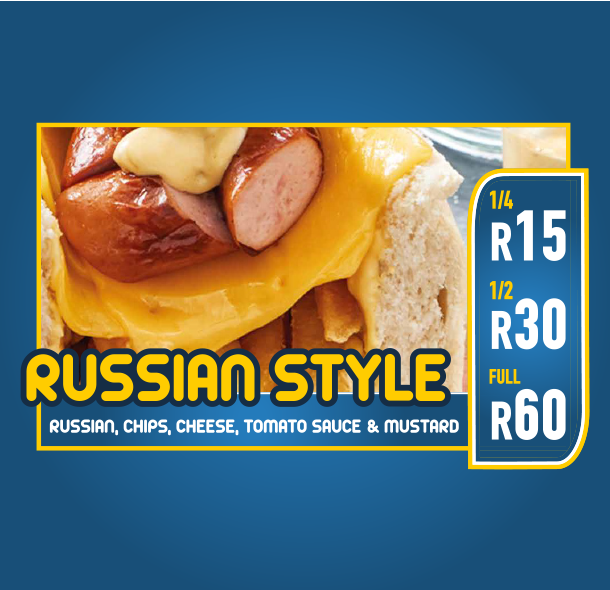 RUSSIAN STYLE
RUSSIAN, CHIPS, CHEESE, TOMATO SAUCE & MUSTARD
1/4
R15
1/2
R30
FULL
R60